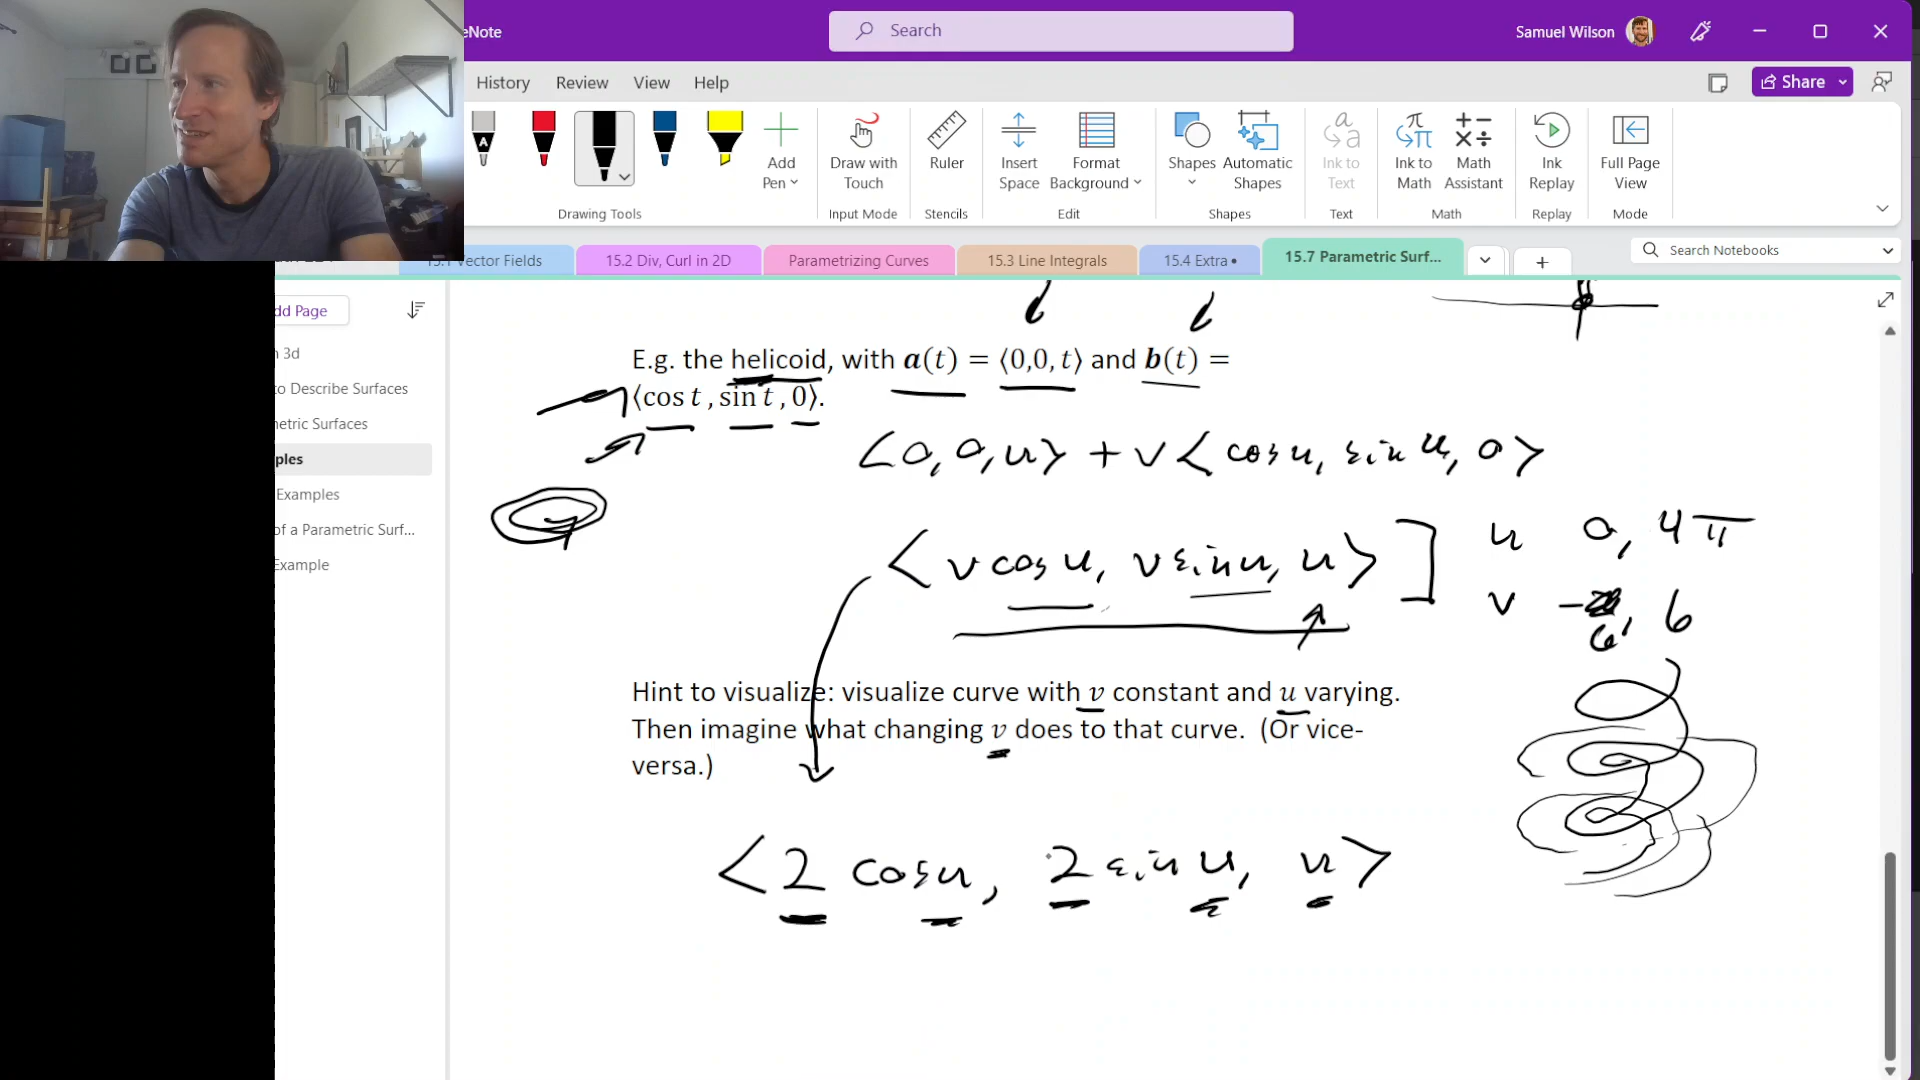 eNote
Search
Samuel Wilson
History Review View Help
Share
Add Pen
Draw with Touch
Ruler
Insert Space
Format Background
Shapes
Automatic Shapes
Ink to Text
Ink to Math
Math Assistant
Ink Replay
Full Page View
Drawing Tools
Input Mode
Stencils
Edit
Shapes
Text
Math
Replay
Mode
15.1 Vector Fields
15.2 Div, Curl in 2D
Parametrizing Curves
15.3 Line Integrals
15.4 Extra •
15.7 Parametric Surf...
Search Notebooks
dd Page
n 3d
to Describe Surfaces
netric Surfaces
ples
Examples
of a Parametric Surf...
Example
E.g. the helicoid, with a(t) = ⟨0,0, t⟩ and b(t) =
⟨cos t , sin t , 0⟩.
<0, 0, u> + v <cos u, sin u, 0>
<v cos u, v sin u, u> ] u 0, 4π
v -6, 6
Hint to visualize: visualize curve with v constant and u varying.
Then imagine what changing v does to that curve. (Or vice-
versa.)
<2 cos u, 2 sin u, u>